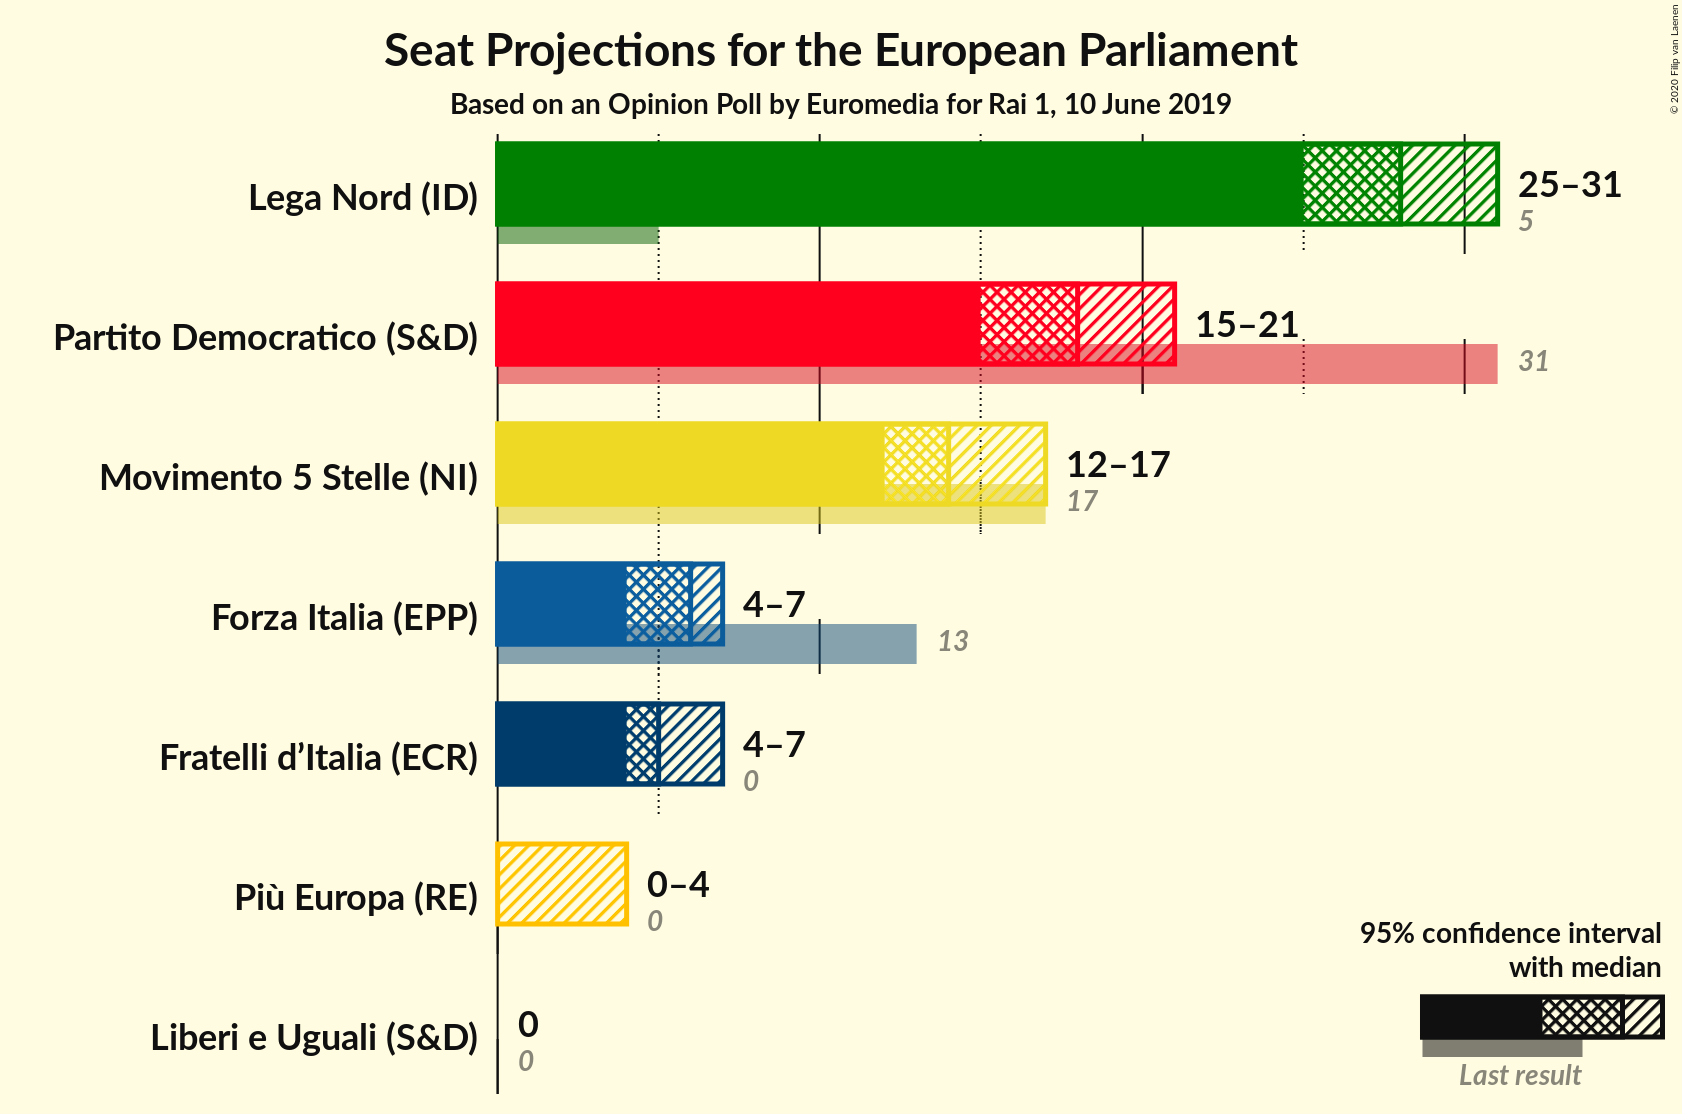 Seat Projections for the European Parliament
Based on an Opinion Poll by Euromedia for Rai 1, 10 June 2019
© 2020 Filip van Laenen
Lega Nord (ID)
25–31
5
Partito Democratico (S&D)
15–21
31
Movimento 5 Stelle (NI)
12–17
17
Forza Italia (EPP)
4–7
13
Fratelli d’Italia (ECR)
4–7
0
Più Europa (RE)
0–4
0
Liberi e Uguali (S&D)
0
0
95% confidence interval
with median
Last result